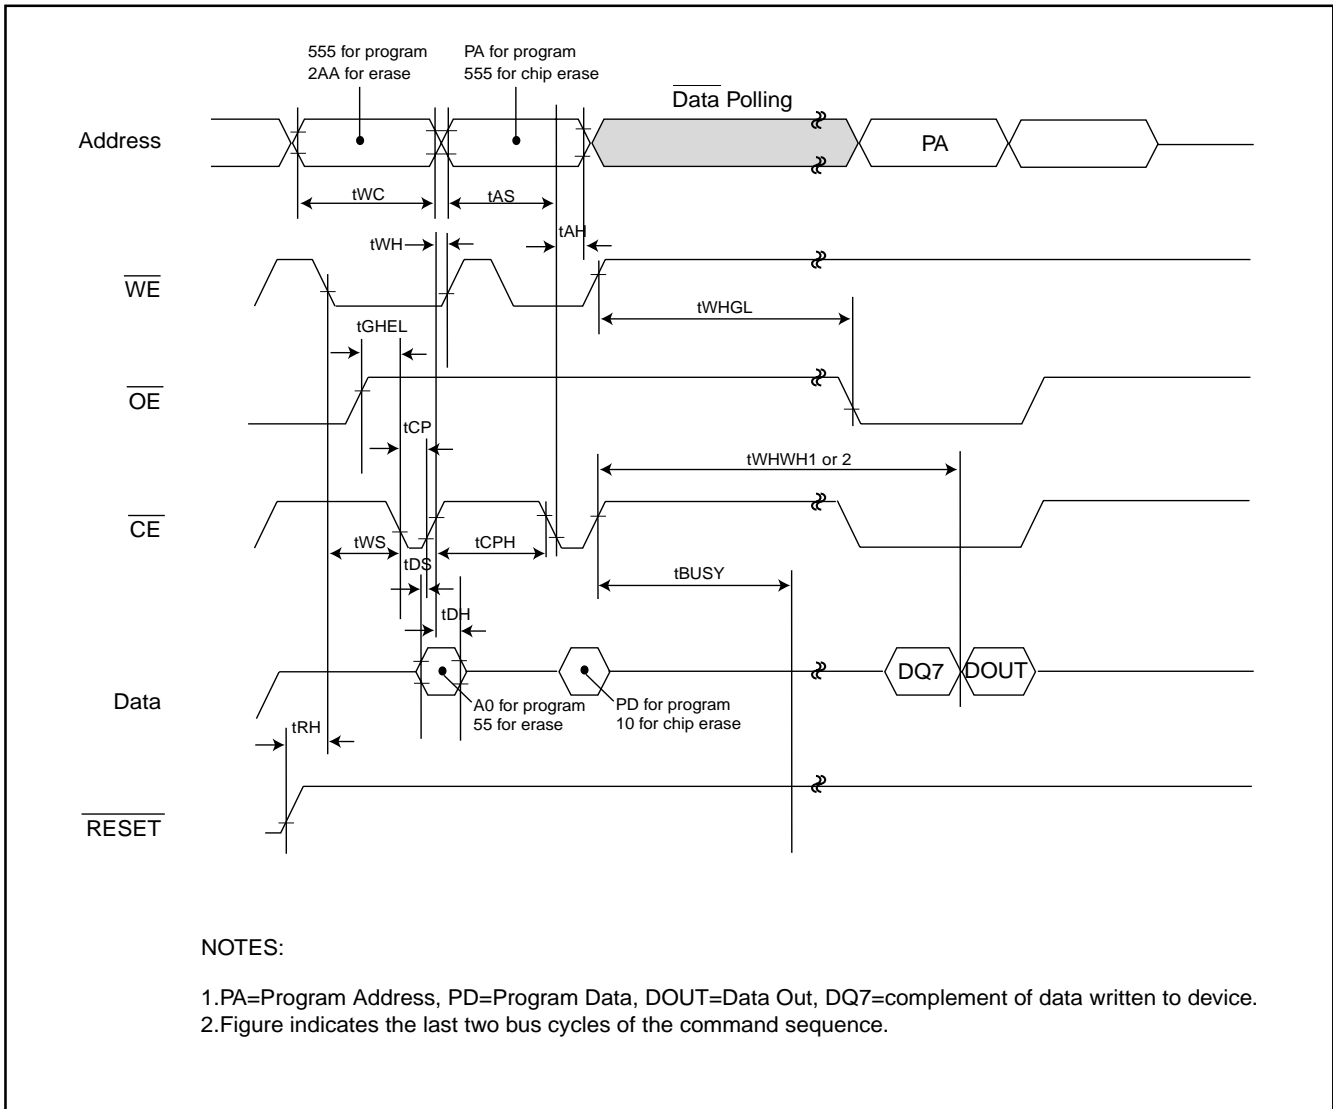 555 for program
2AA for erase
PA for program
555 for chip erase
Data Polling
Address
PA
tWC
tAS
tWH
tAH
WE
tWHGL
tGHEL
OE
tCP
tWHWH1 or 2
CE
tWS
tCPH
tDS
tBUSY
tDH
Data
DQ7
DOUT
A0 for program
55 for erase
PD for program
10 for chip erase
tRH
RESET
NOTES:
1.PA=Program Address, PD=Program Data, DOUT=Data Out, DQ7=complement of data written to device.
2.Figure indicates the last two bus cycles of the command sequence.